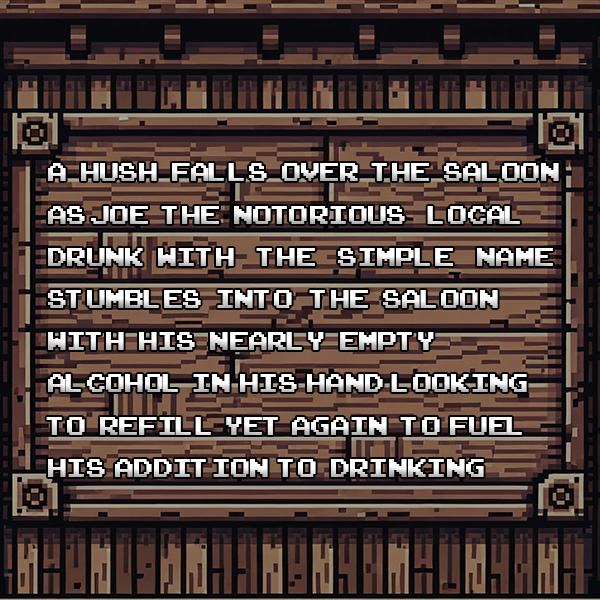 A HUSH FALLS OVER THE SALOON
AS JOE THE NOTORIOUS LOCAL
DRUNK WITH THE SIMPLE NAME
STUMBLES INTO THE SALOON
WITH HIS NEARLY EMPTY
ALCOHOL IN HIS HAND LOOKING
TO REFILL YET AGAIN TO FUEL
HIS ADDITION TO DRINKING